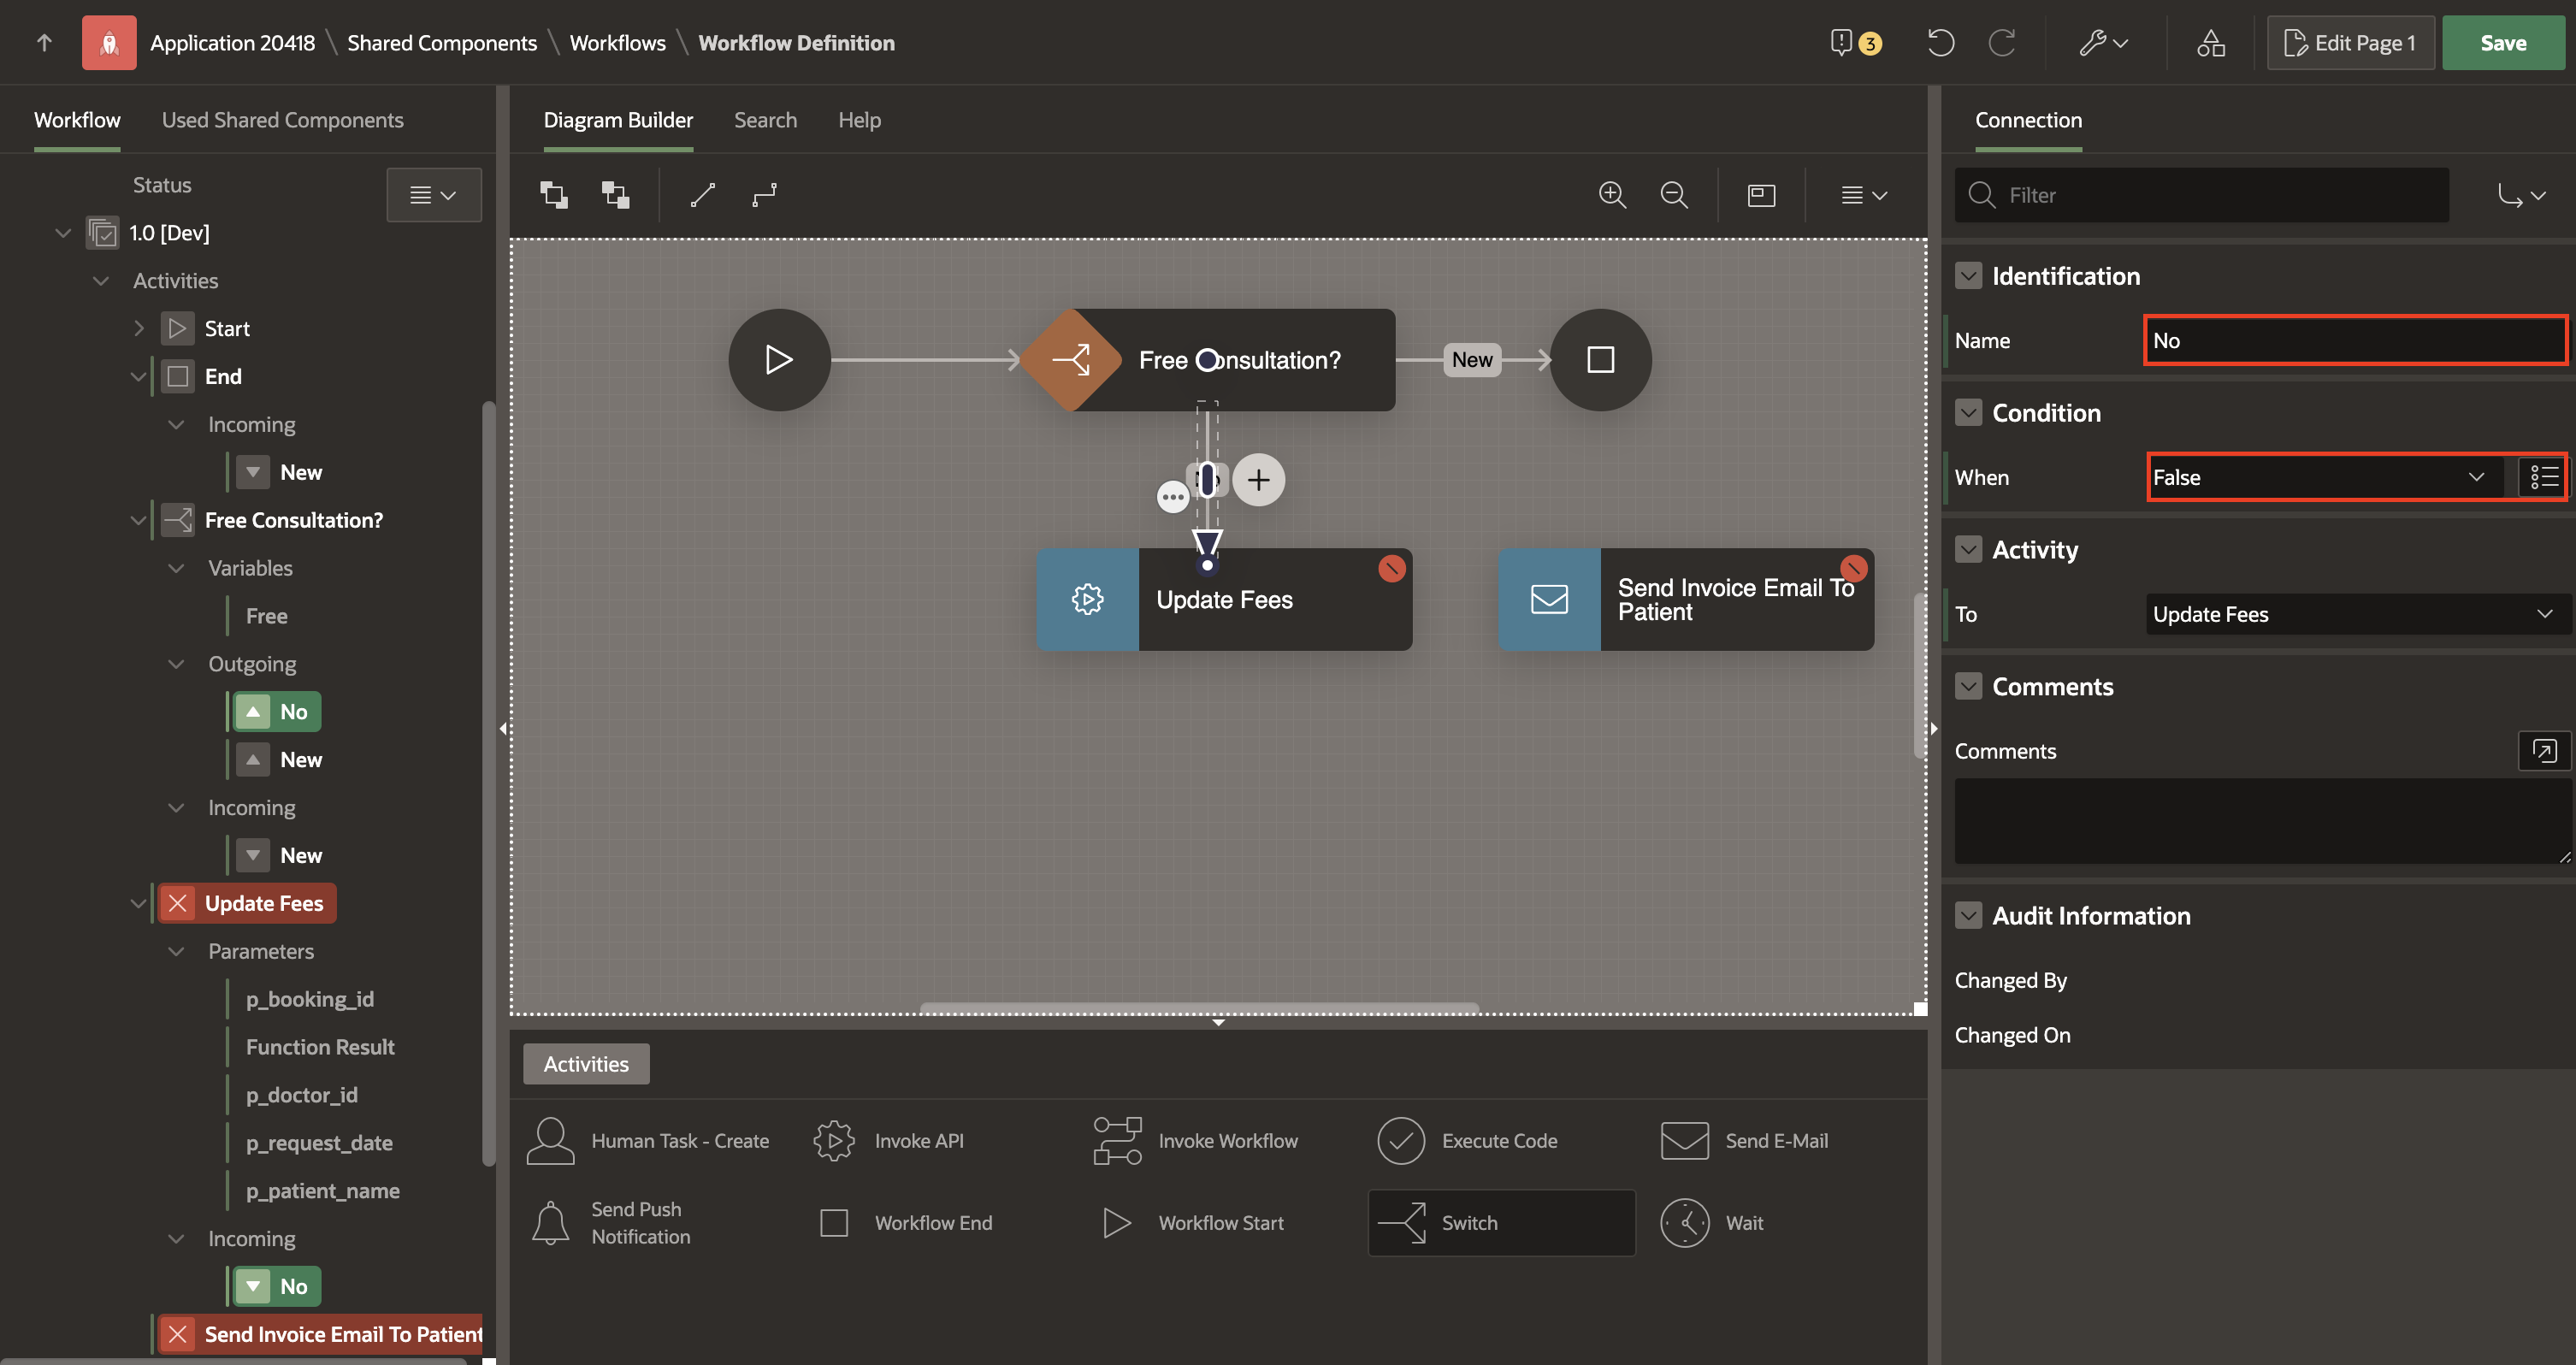 Application 20418 \ Shared Components \ Workflows \ Workflow Definition
3
Edit Page 1
Save
Workflow
Used Shared Components
Status
1.0 [Dev]
Activities
Start
End
Incoming
New
Free Consultation?
Variables
Free
Outgoing
No
New
Incoming
New
Update Fees
Parameters
p_booking_id
Function Result
p_doctor_id
p_request_date
p_patient_name
Incoming
No
Send Invoice Email To Patient
Diagram Builder
Search
Help
Free Consultation?
New
Update Fees
Send Invoice Email To
Patient
Activities
Human Task - Create
Invoke API
Invoke Workflow
Execute Code
Send E-Mail
Send Push
Notification
Workflow End
Workflow Start
Switch
Wait
Connection
Filter
Identification
Name
No
Condition
When
False
Activity
To
Update Fees
Comments
Comments
Audit Information
Changed By
Changed On